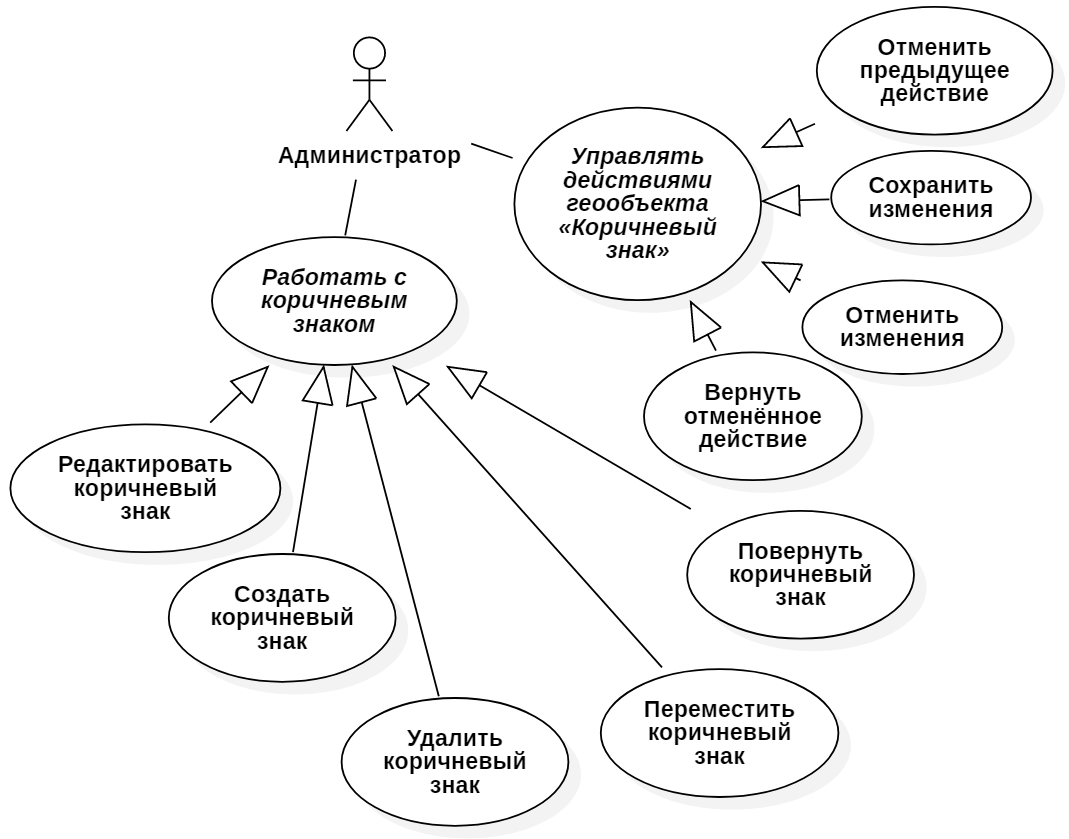 Отменить
предыдущее
действие
Администратор
Управлять
действиями
геообъекта
«Коричневый
знак»
Сохранить
изменения
Работать с
коричневым
знаком
Отменить
изменения
Вернуть
отменённое
действие
Редактировать
коричневый
знак
Повернуть
коричневый
знак
Создать
коричневый
знак
Переместить
коричневый
знак
Удалить
коричневый
знак